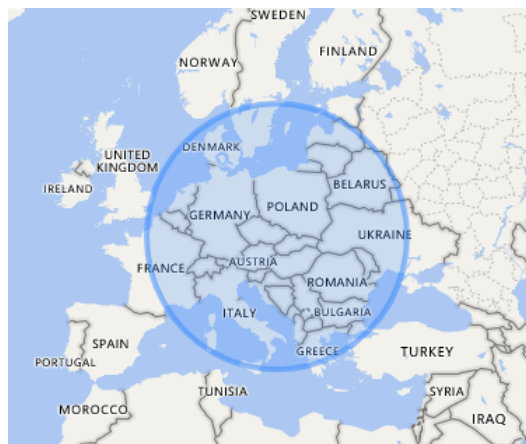 SWEDEN
FINLAND
NORWAY
DENMARK
UNITED
KINGDOM
IRELAND
BELARUS
POLAND
GERMANY
UKRAINE
AUSTRIA
FRANCE
ROMANIA
ITALY
BULGARIA
SPAIN
GREECE
TURKEY
PORTUGAL
TUNISIA
SYRIA
MOROCCO
IRAQ